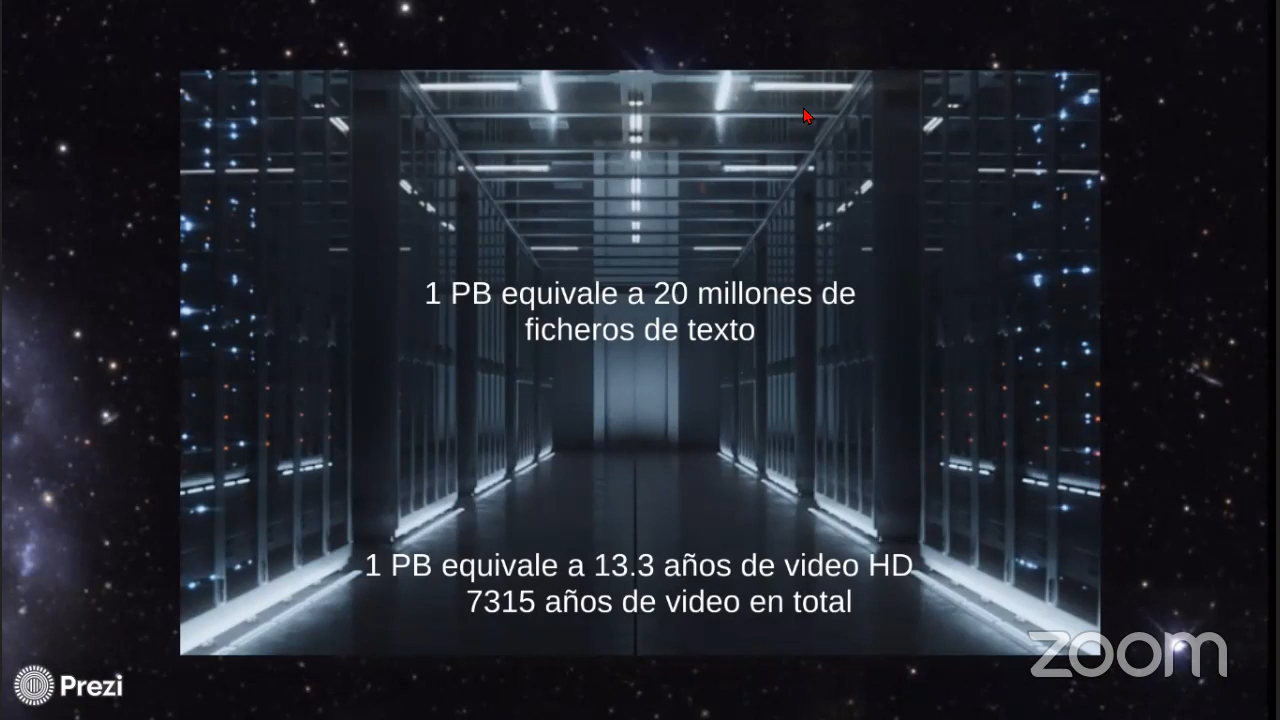 1 PB equivale a 20 millones de
ficheros de texto
1 PB equivale a 13.3 años de video HD
7315 años de video en total
zoom
Prezi